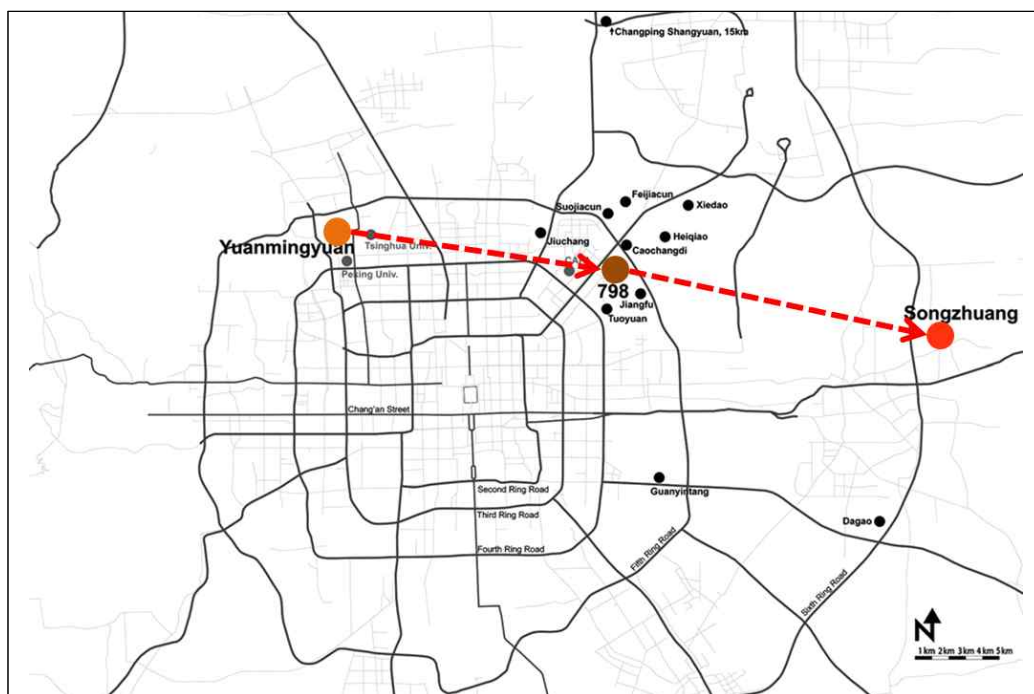 †Changping Shangyuan, 15km
Feijiacun
Xiedao
Suojiacun
Yuanmingyuan
Tsinghua Univ.
Jiuchang
Heiqiao
Caochangdi
Peking Univ.
CA
798
Jiangfu
Tuoyuan
Songzhuang
Chang'an Street
Guanyintang
Second Ring Road
Third Ring Road
Dagao
Fourth Ring Road
Fifth Ring Road
Sixth Ring Road
N
1km 2km 3km 4km 5km